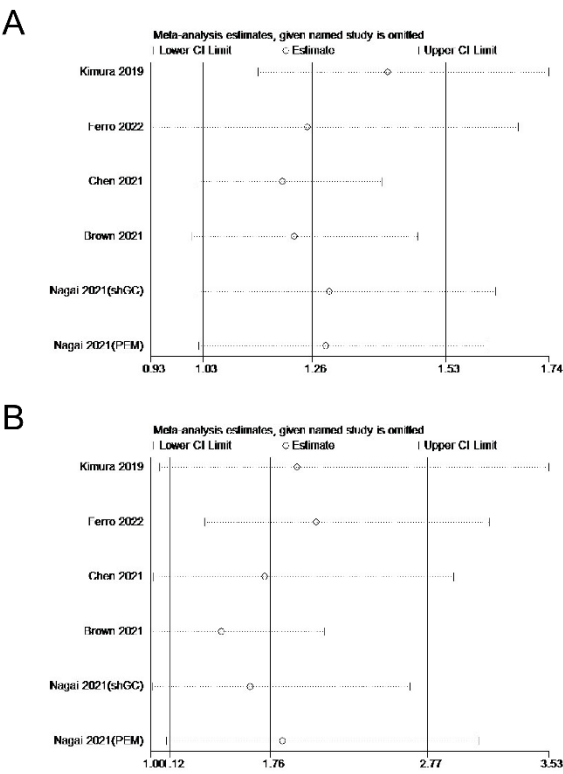 A
Meta-analysis estimates, given named study is omitted
Lower CI Limit Estimate Upper CI Limit
Kimura 2019
Ferro 2022
Chen 2021
Brown 2021
Nagai 2021(shGC)
Nagai 2021(PEM)
0.93 1.03 1.26 1.53 1.74
B
Meta-analysis estimates, given named study is omitted
Lower CI Limit Estimate Upper CI Limit
Kimura 2019
Ferro 2022
Chen 2021
Brown 2021
Nagai 2021(shGC)
Nagai 2021(PEM)
1.00 1.12 1.76 2.77 3.53